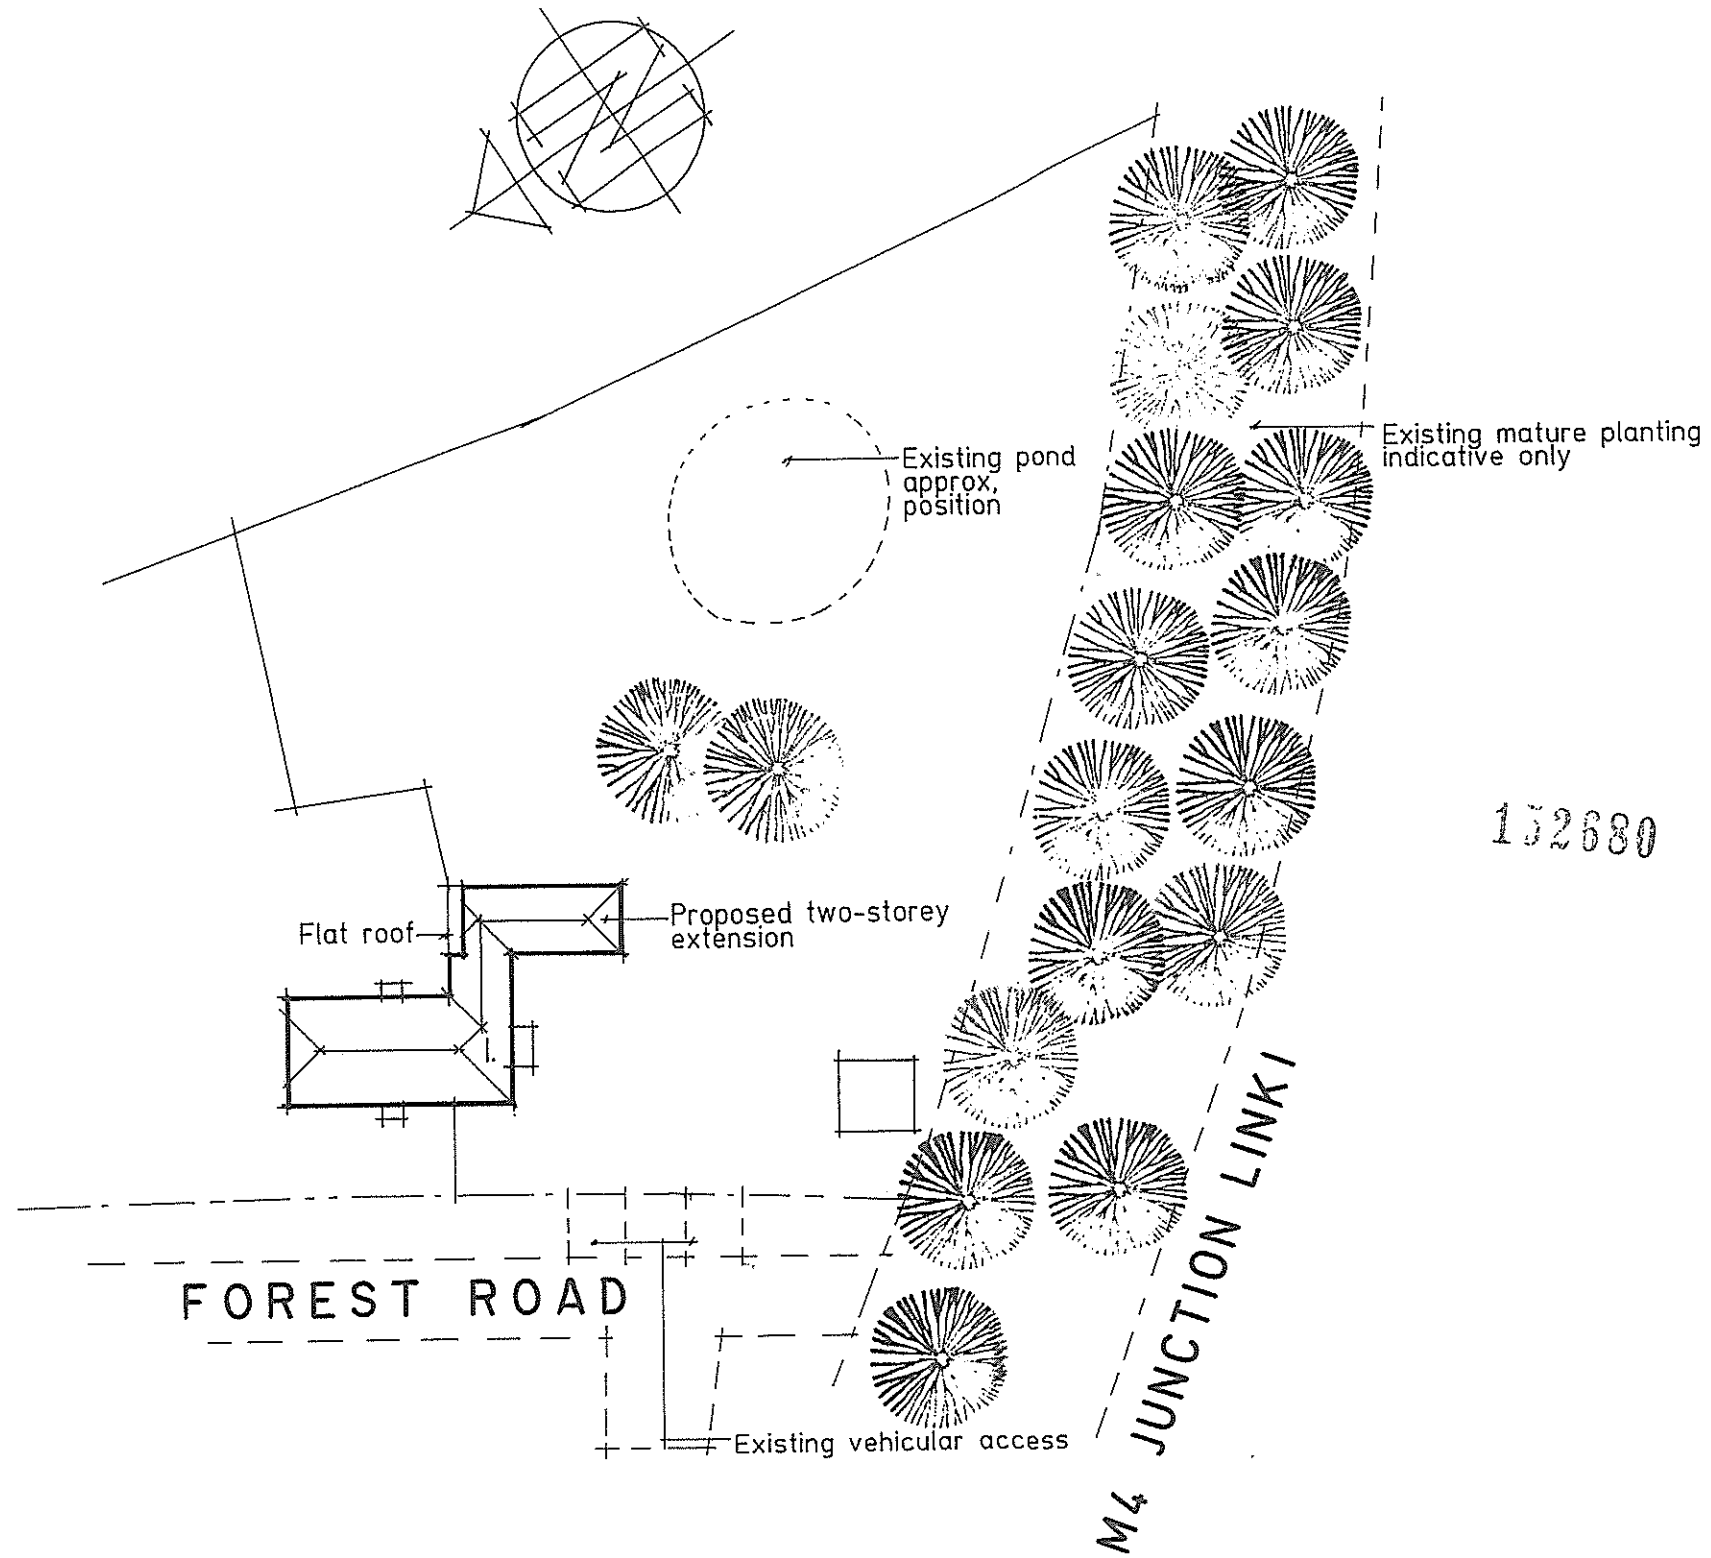 N
Existing mature planting
indicative only
Existing pond
approx,
position
152680
Flat roof
Proposed two-storey
extension
FOREST ROAD
Existing vehicular access
M4 JUNCTION LINK